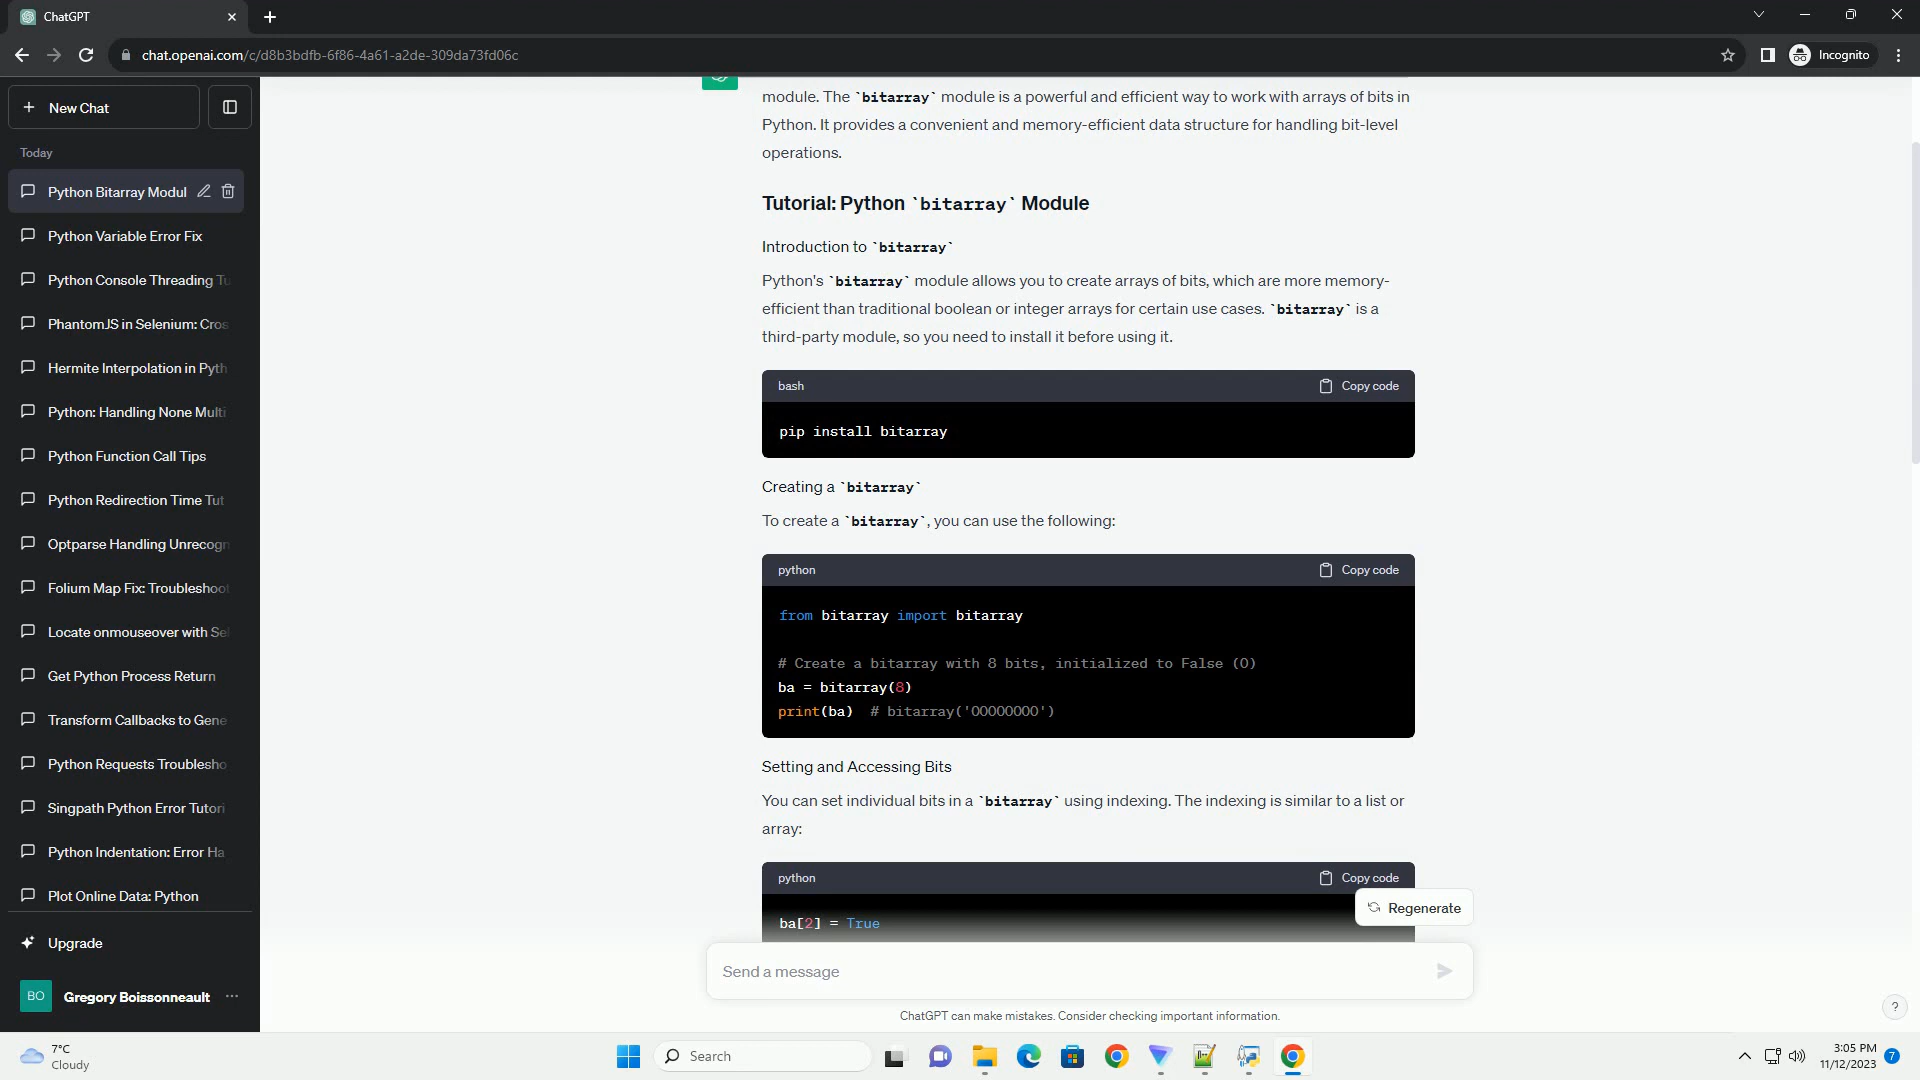 ChatGPT
chat.openai.com/c/d8b3bdfb-6f86-4a61-a2de-309da73fd06c
Incognito
New Chat
Today
Python Bitarray Modul
Python Variable Error Fix
Python Console Threading Tu
PhantomJS in Selenium: Cros
Hermite Interpolation in Pyth
Python: Handling None Multi
Python Function Call Tips
Python Redirection Time Tut
Optparse Handling Unrecogn
Folium Map Fix: Troubleshoot
Locate onmouseover with Sel
Get Python Process Return
Transform Callbacks to Gene
Python Requests Troublesho
Singpath Python Error Tutori
Python Indentation: Error Ha
Plot Online Data: Python
Upgrade
BO Gregory Boissonneault
module. The `bitarray` module is a powerful and efficient way to work with arrays of bits in
Python. It provides a convenient and memory-efficient data structure for handling bit-level
operations.
Tutorial: Python `bitarray` Module
Introduction to `bitarray`
Python's `bitarray` module allows you to create arrays of bits, which are more memory-
efficient than traditional boolean or integer arrays for certain use cases. `bitarray` is a
third-party module, so you need to install it before using it.
bash Copy code
pip install bitarray
Creating a `bitarray`
To create a `bitarray`, you can use the following:
python Copy code
from bitarray import bitarray
# Create a bitarray with 8 bits, initialized to False (0)
ba = bitarray(8)
print(ba)  # bitarray('00000000')
Setting and Accessing Bits
You can set individual bits in a `bitarray` using indexing. The indexing is similar to a list or
array:
python Copy code
ba[2] = True
Regenerate
Send a message
ChatGPT can make mistakes. Consider checking important information.
?
7°C
Cloudy
Search
3:05 PM
11/12/2023
7